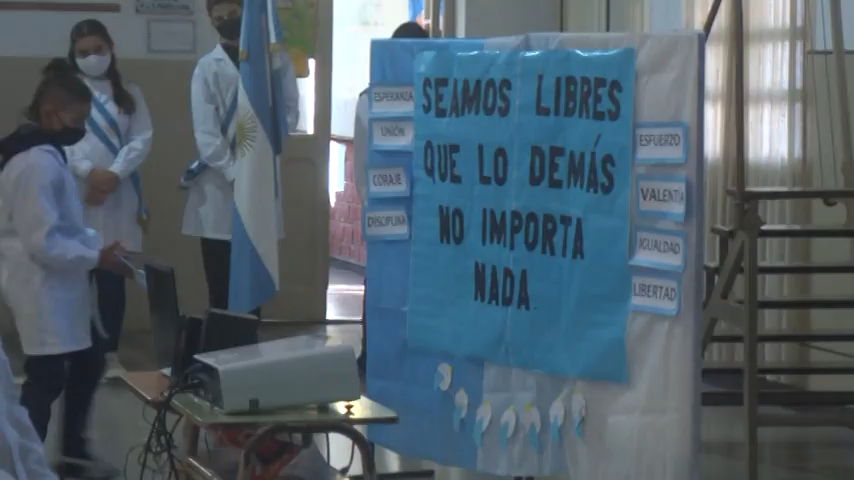 SEAMOS LIBRES
QUE LO DEMÁS
NO IMPORTA
NADA.
ESPERANZA
UNIÓN
CORAJE
DISCIPLINA
ESFUERZO
VALENTÍA
IGUALDAD
LIBERTAD